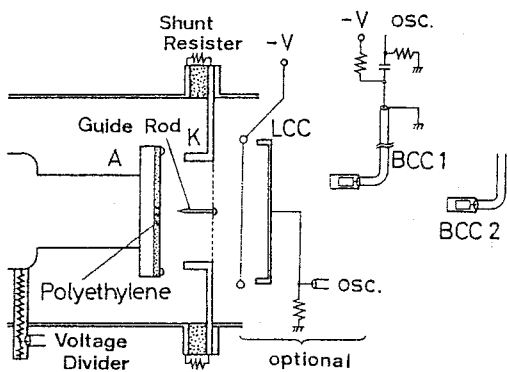 Shunt
Resister
-V
-V
osc.
Guide Rod
K
LCC
A
BCC 1
BCC 2
Polyethylene
osc.
Voltage
Divider
optional